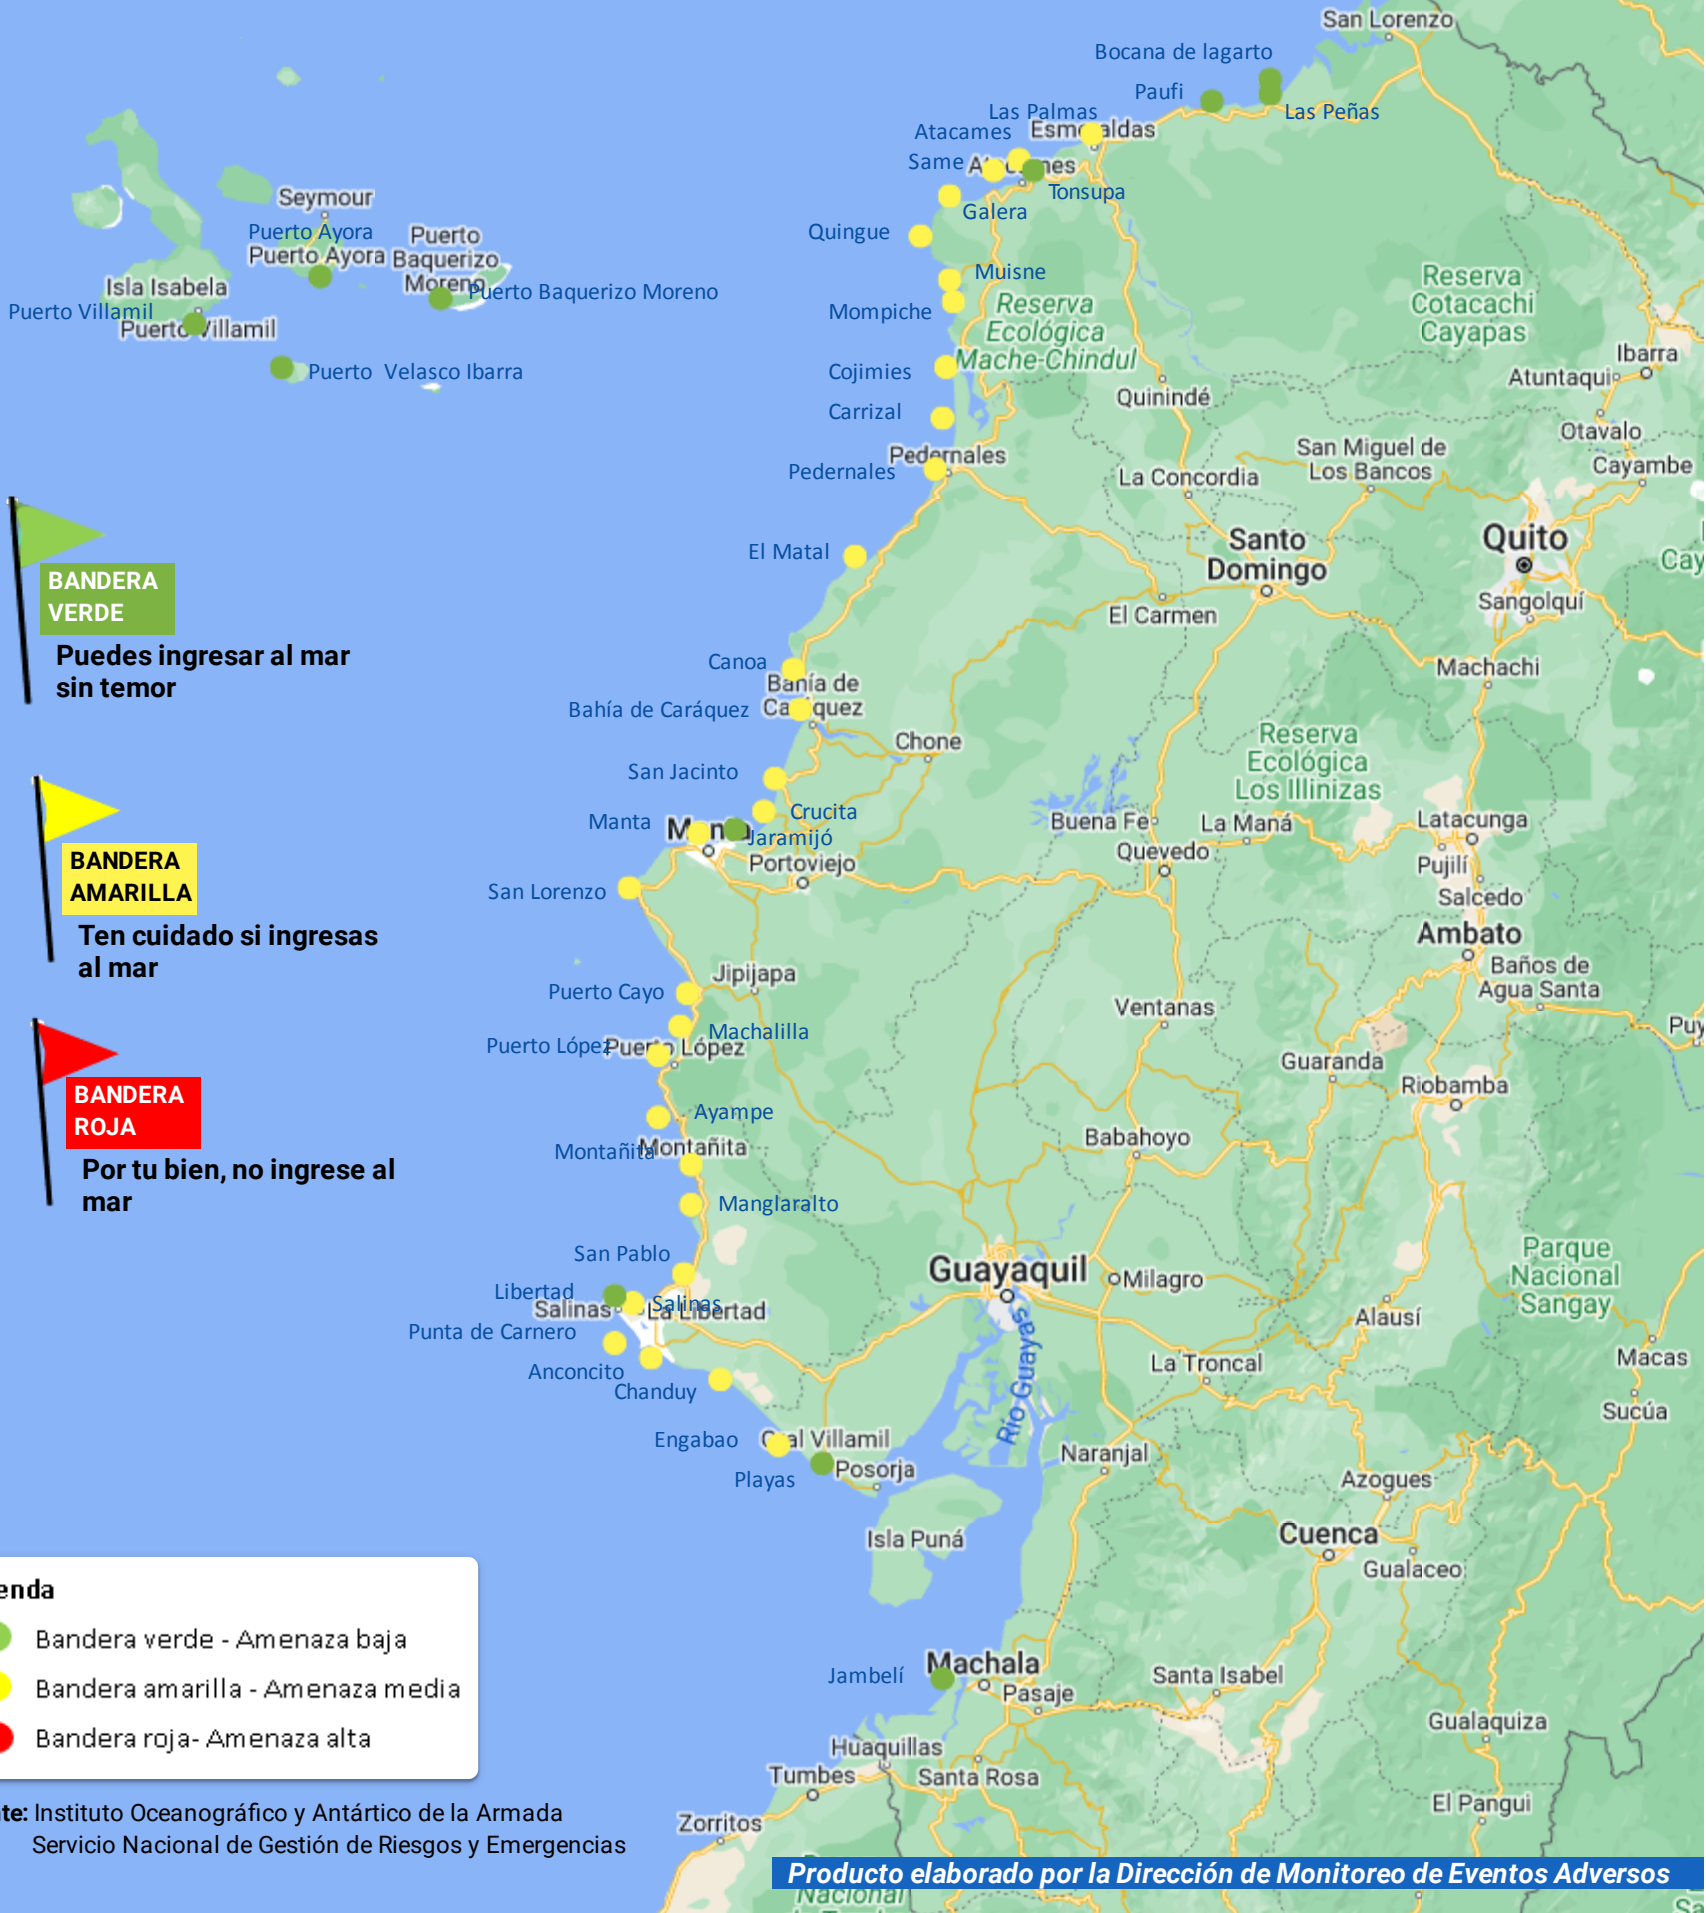 San Lorenzo
Bocana de lagarto
Paufi
Las Peñas
Las Palmas
Atacames
Same
Tonsupa
Galera
Quingue
Muisne
Mompiche
Reserva
Ecológica
Mache-Chindul
Reserva
Cotacachi
Cayapas
Ibarra
Atuntaqui
Otavalo
Cayambe
Seymour
Puerto Ayora
Puerto Ayora
Puerto
Baquerizo
Moreno
Puerto Baquerizo Moreno
Isla Isabela
Puerto Villamil
Puerto Villamil
Puerto Velasco Ibarra
Cojimies
Carrizal
Quinindé
Pedernales
Pedernales
La Concordia
San Miguel de
Los Bancos
El Matal
Santo
Domingo
Quito
Sangolquí
El Carmen
Machachi
BANDERA
VERDE
Puedes ingresar al mar
sin temor
Canoa
Bahía de
Bahía de Caráquez
Chone
San Jacinto
Crucita
Manta
Jaramijó
Portoviejo
San Lorenzo
Reserva
Ecológica
Los Illinizas
Buena Fe
La Maná
Quevedo
Latacunga
Pujilí
Salcedo
Ambato
Baños de
Agua Santa
BANDERA
AMARILLA
Ten cuidado si ingresas
al mar
Jipijapa
Puerto Cayo
Machalilla
Puerto López
Puerto López
Ventanas
Guaranda
Riobamba
Ayampe
Montañita
Montañita
Manglaralto
Babahoyo
BANDERA
ROJA
Por tu bien, no ingrese al
mar
San Pablo
Libertad
Salinas
Salinas
La Libertad
Punta de Carnero
Anconcito
Chanduy
Guayaquil
Milagro
Río Guayas
Parque
Nacional
Sangay
Alausí
La Troncal
Macas
Sucúa
Engabao
Playas
Posorja
Naranjal
Azogues
Isla Puná
Cuenca
Gualaceo
enda
Bandera verde - Amenaza baja
Bandera amarilla - Amenaza media
Bandera roja- Amenaza alta
Jambelí
Machala
Pasaje
Santa Isabel
Gualaquiza
Huaquillas
Tumbes
Santa Rosa
El Pangui
Zorritos
te: Instituto Oceanográfico y Antártico de la Armada
Servicio Nacional de Gestión de Riesgos y Emergencias
Producto elaborado por la Dirección de Monitoreo de Eventos Adversos
Nacional